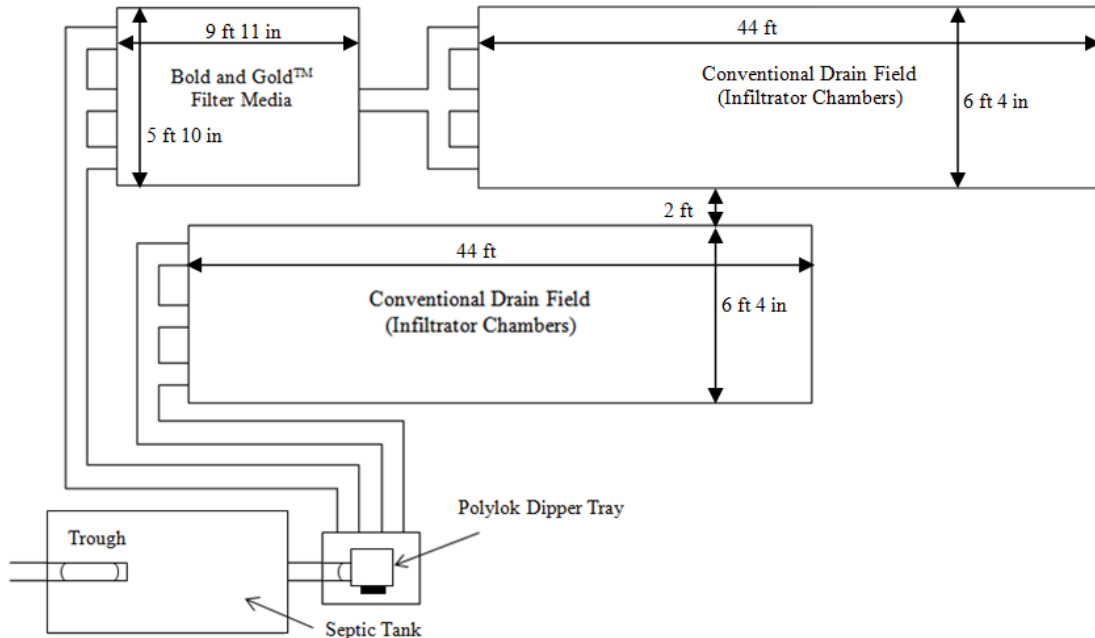 9 ft 11 in
Bold and Gold™
Filter Media
5 ft 10 in
44 ft
Conventional Drain Field
(Infiltrator Chambers)
6 ft 4 in
2 ft
44 ft
Conventional Drain Field
(Infiltrator Chambers)
6 ft 4 in
Polylok Dipper Tray
Trough
Septic Tank